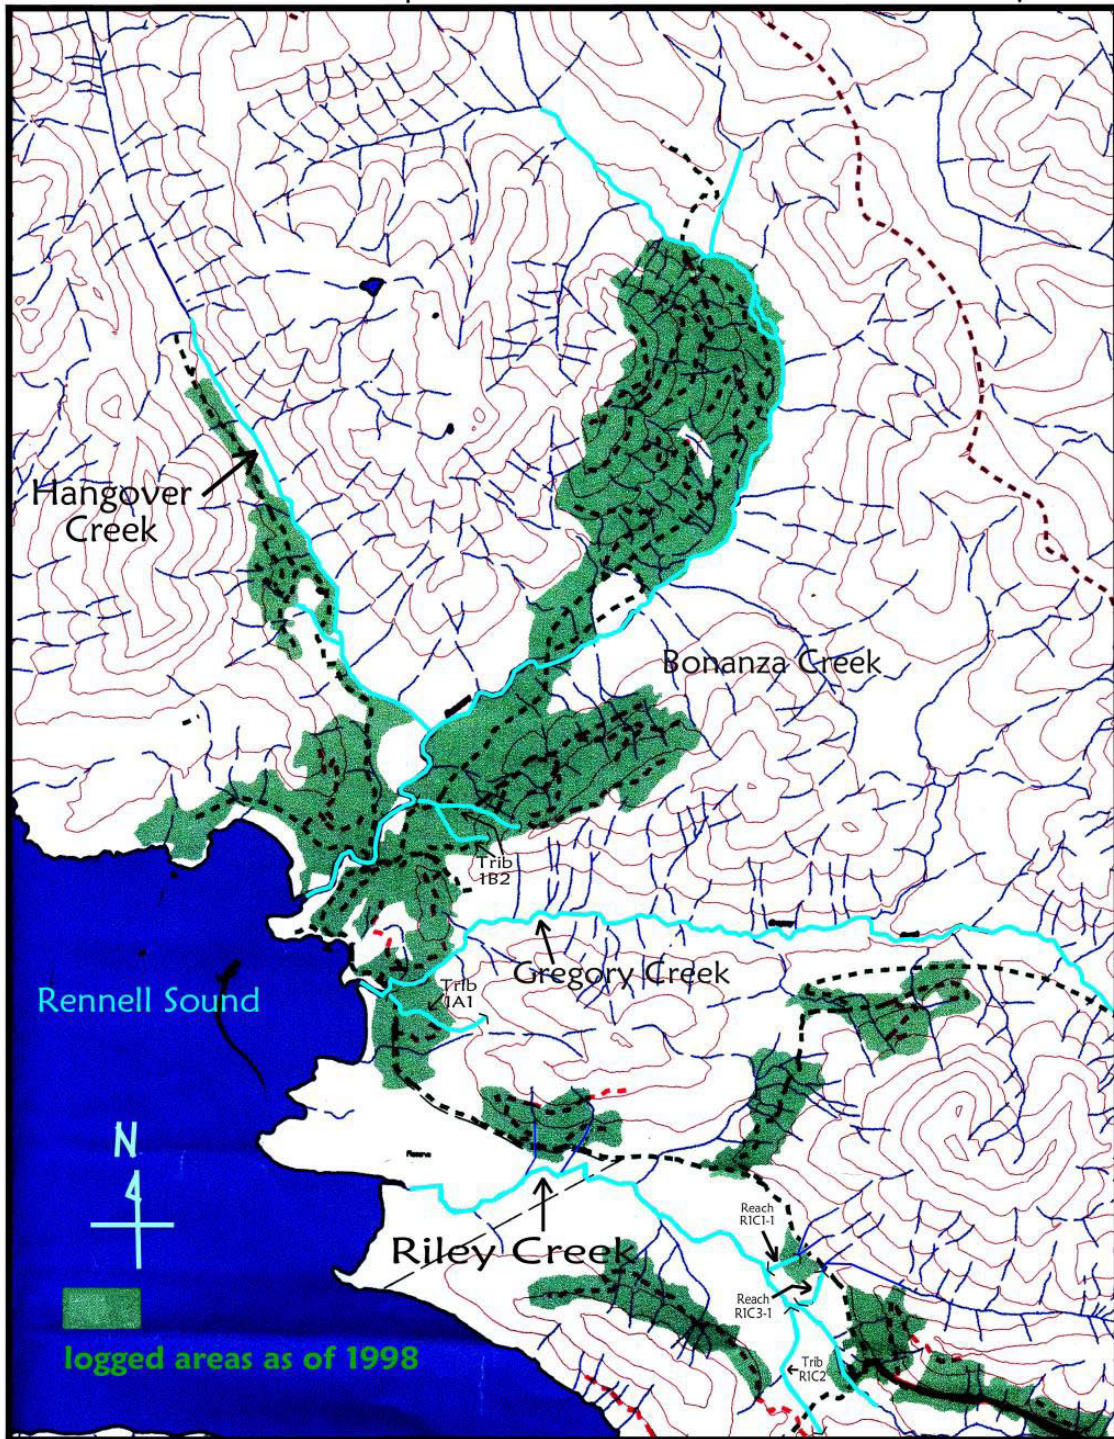 Hangover
Creek
Bonanza Creek
Trib
1B2
Gregory Creek
Trib
1A1
Rennell Sound
N
Reach
R1C1-1
Riley Creek
Reach
R1C3-1
Trib
R1C2
logged areas as of 1998